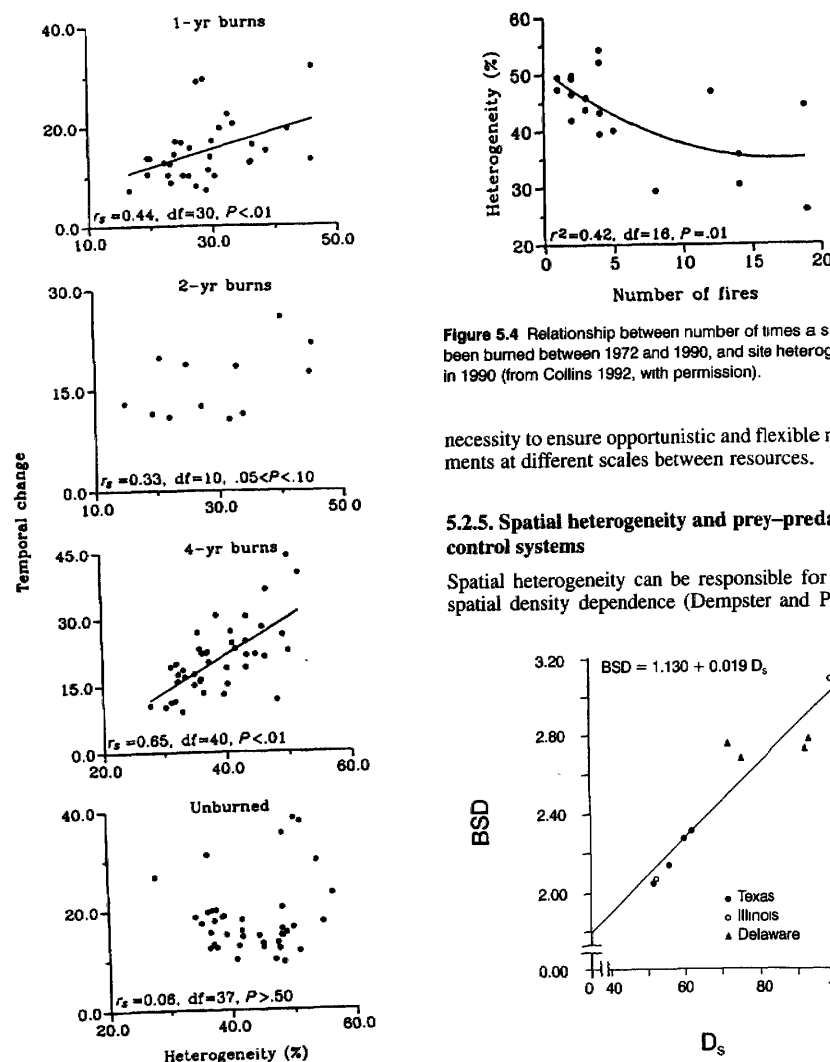 1-yr burns
40.0
20.0
0.0
r_s=0.44, df=30, P<.01
10.0 30.0 50.0
2-yr burns
30.0
15.0
0.0
r_s=0.33, df=10, .05<P<.10
10.0 30.0 50.0
Temporal change
4-yr burns
45.0
30.0
15.0
0.0
r_s=0.65, df=40, P<.01
20.0 40.0 60.0
Unburned
40.0
20.0
0.0
r_s=0.06, df=37, P>.50
20.0 40.0 60.0
Heterogeneity (%)
Heterogeneity (%)
60
50
40
30
20
r²=0.42, df=16, P=.01
0 5 10 15 20
Number of fires
Figure 5.4 Relationship between number of times a s
been burned between 1972 and 1990, and site heterog
in 1990 (from Collins 1992, with permission).
necessity to ensure opportunistic and flexible
ments at different scales between resources.
5.2.5. Spatial heterogeneity and prey–preda
control systems
Spatial heterogeneity can be responsible for
spatial density dependence (Dempster and P
3.20
BSD = 1.130 + 0.019 D_s
2.80
BSD
2.40
2.00
Texas
Illinois
Delaware
0.00
0 40 60 80
D_s